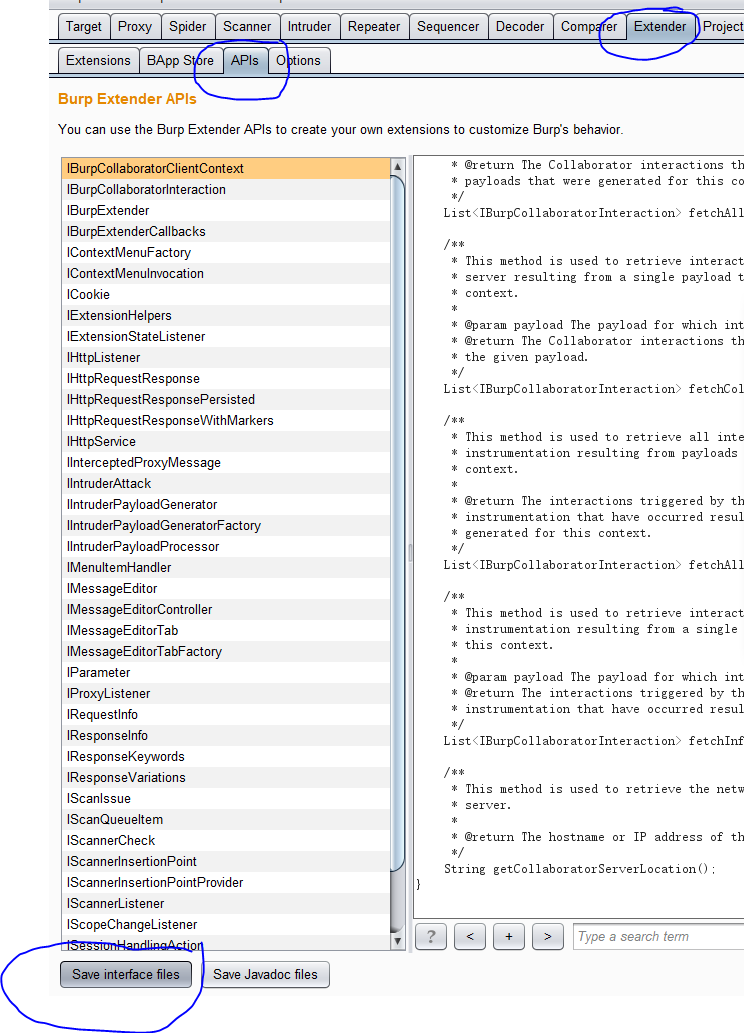 Target Proxy Spider Scanner Intruder Repeater Sequencer Decoder Comparer Extender Project
Extensions BApp Store APIs Options
Burp Extender APIs
You can use the Burp Extender APIs to create your own extensions to customize Burp's behavior.
IBurpCollaboratorClientContext
IBurpCollaboratorInteraction
IBurpExtender
IBurpExtenderCallbacks
IContextMenuFactory
IContextMenuInvocation
ICookie
IExtensionHelpers
IExtensionStateListener
IHttpListener
IHttpRequestResponse
IHttpRequestResponsePersisted
IHttpRequestResponseWithMarkers
IHttpService
IInterceptedProxyMessage
IIntruderAttack
IIntruderPayloadGenerator
IIntruderPayloadGeneratorFactory
IIntruderPayloadProcessor
IMenuItemHandler
IMessageEditor
IMessageEditorController
IMessageEditorTab
IMessageEditorTabFactory
IParameter
IProxyListener
IRequestInfo
IResponseInfo
IResponseKeywords
IResponseVariations
IScanIssue
IScanQueueItem
IScannerCheck
IScannerInsertionPoint
IScannerInsertionPointProvider
IScannerListener
IScopeChangeListener
ISessionHandlingAction
* @return The Collaborator interactions th
* payloads that were generated for this co
*/
List<IBurpCollaboratorInteraction> fetchAll
/**
* This method is used to retrieve interact
* server resulting from a single payload t
* context.
*
* @param payload The payload for which int
* @return The Collaborator interactions th
* the given payload.
*/
List<IBurpCollaboratorInteraction> fetchCol
/**
* This method is used to retrieve all inte
* instrumentation resulting from payloads
* context.
*
* @return The interactions triggered by th
* instrumentation that have occurred resul
* generated for this context.
*/
List<IBurpCollaboratorInteraction> fetchAll
/**
* This method is used to retrieve interact
* instrumentation resulting from a single
* this context.
*
* @param payload The payload for which int
* @return The interactions triggered by th
* instrumentation that have occurred resul
*/
List<IBurpCollaboratorInteraction> fetchInf
/**
* This method is used to retrieve the netw
* server.
*
* @return The hostname or IP address of th
*/
String getCollaboratorServerLocation();
}
? < + > Type a search term
Save interface files Save Javadoc files